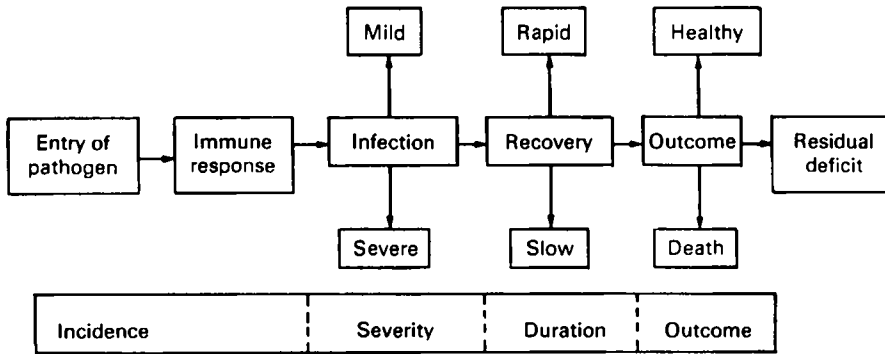 Mild
Rapid
Healthy
Entry of
pathogen
Immune
response
Infection
Recovery
Outcome
Residual
deficit
Severe
Slow
Death
Incidence
Severity
Duration
Outcome